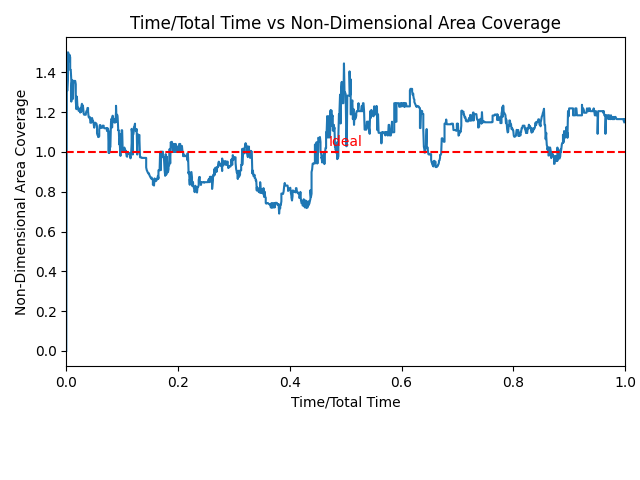 Time/Total Time vs Non-Dimensional Area Coverage
Non-Dimensional Area Coverage
1.4
1.2
1.0
0.8
0.6
0.4
0.2
0.0
Ideal
0.0 0.2 0.4 0.6 0.8 1.0
Time/Total Time